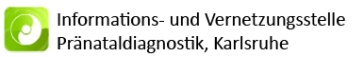 Informations- und Vernetzungsstelle
Pränataldiagnostik, Karlsruhe